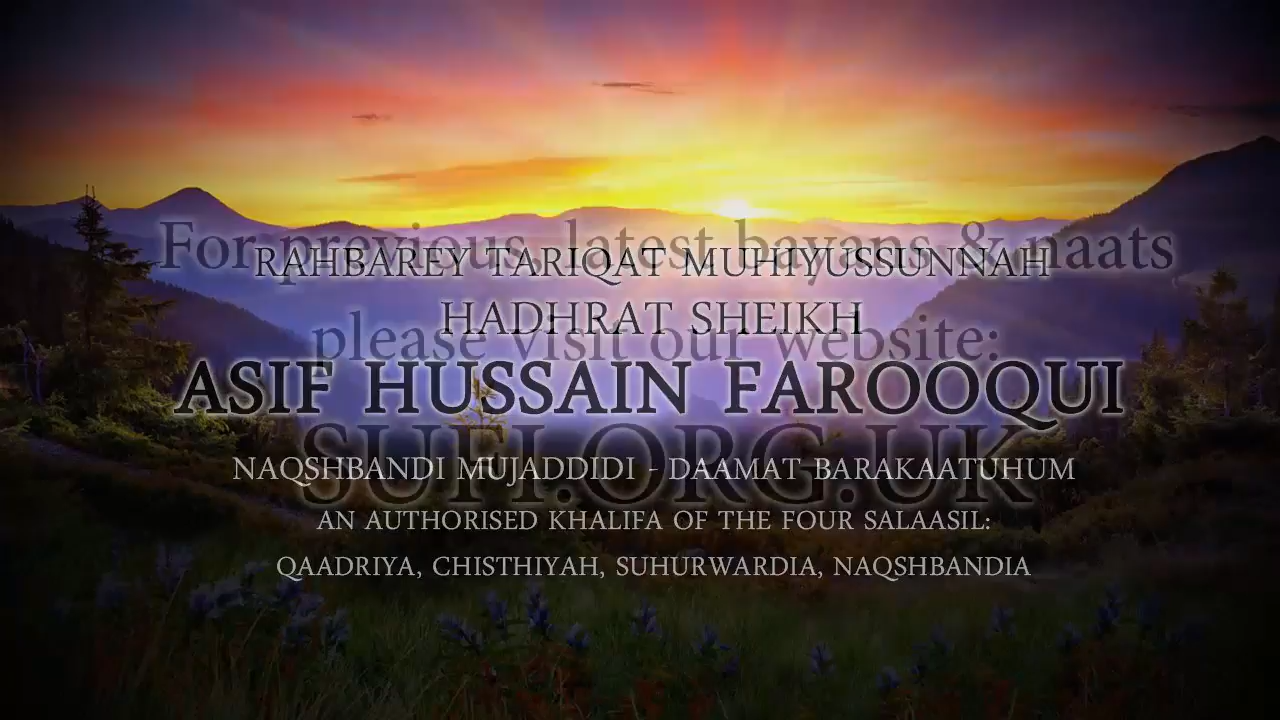 For previous, latest bayans & naats
RAHBAREY TARIQAT MUHIYUSSUNNAH
HADHRAT SHEIKH
please visit our website:
ASIF HUSSAIN FAROOQUI
SUFI.ORG.UK
NAQSHBANDI MUJADDIDI - DAAMAT BARAKAATUHUM
AN AUTHORISED KHALIFA OF THE FOUR SALAASIL:
QAADRIYA, CHISTHIYAH, SUHURWARDIA, NAQSHBANDIA